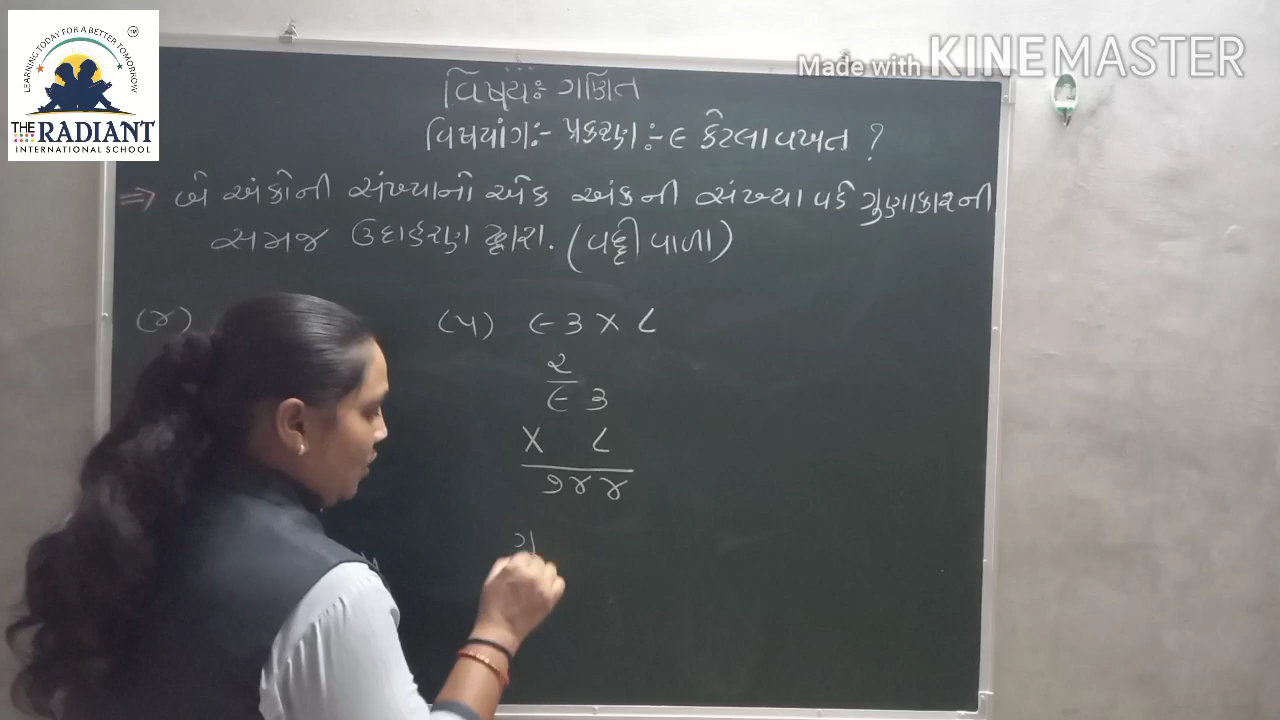 LEARNING TODAY FOR A BETTER TOMORROW
TM
THE RADIANT
INTERNATIONAL SCHOOL
Made with KINEMASTER
વિષય:- ગણિત
વિષયાંગ:- પ્રકરણ:- ૯ કેટલા વખત ?
⇒ બે અંકોની સંખ્યાનો એક અંકની સંખ્યા વડે ગુણાકારની
સમજ ઉદાહરણ દ્વારા. (વદ્દી વાળા)
(૪)
(૫) ૯૩ X ૮
૨
૯૩
X ૮
૭૪૪
ગુ